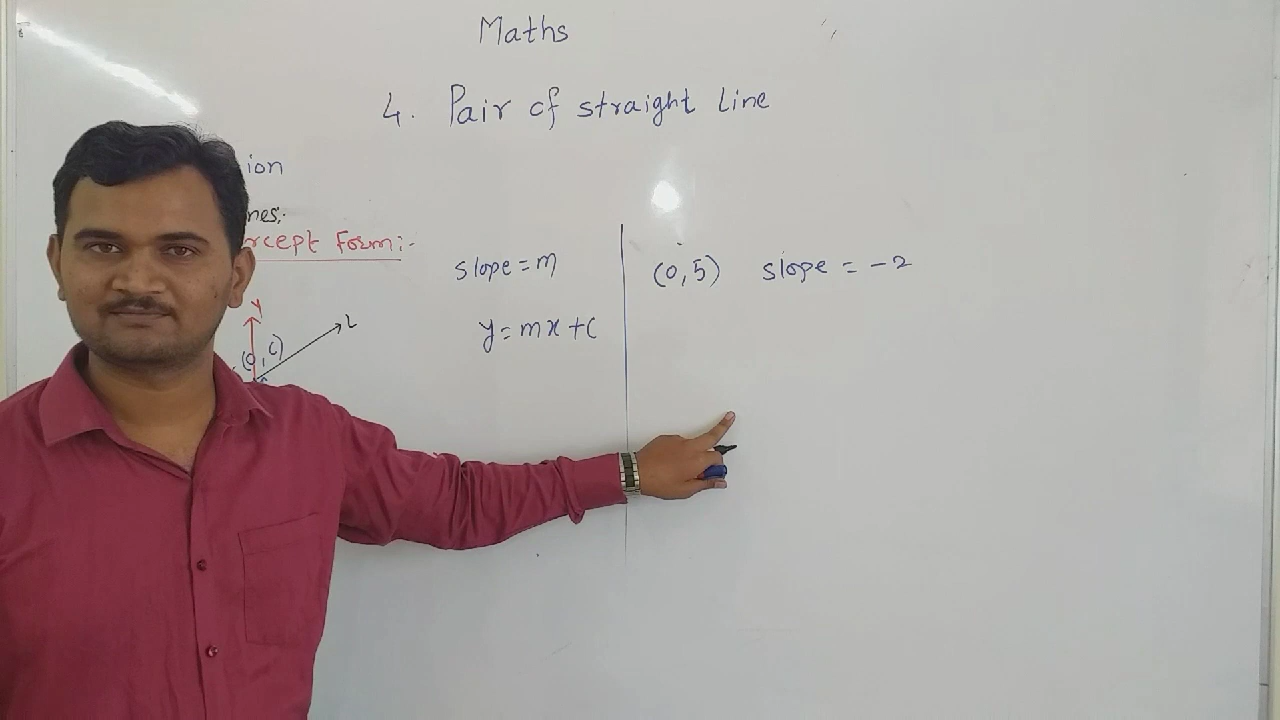 Maths
4. Pair of straight Line
ion
nes:-
rcept Form:-
slope = m
y = mx + c
Y
L
(0, c)
(0, 5) slope = -2